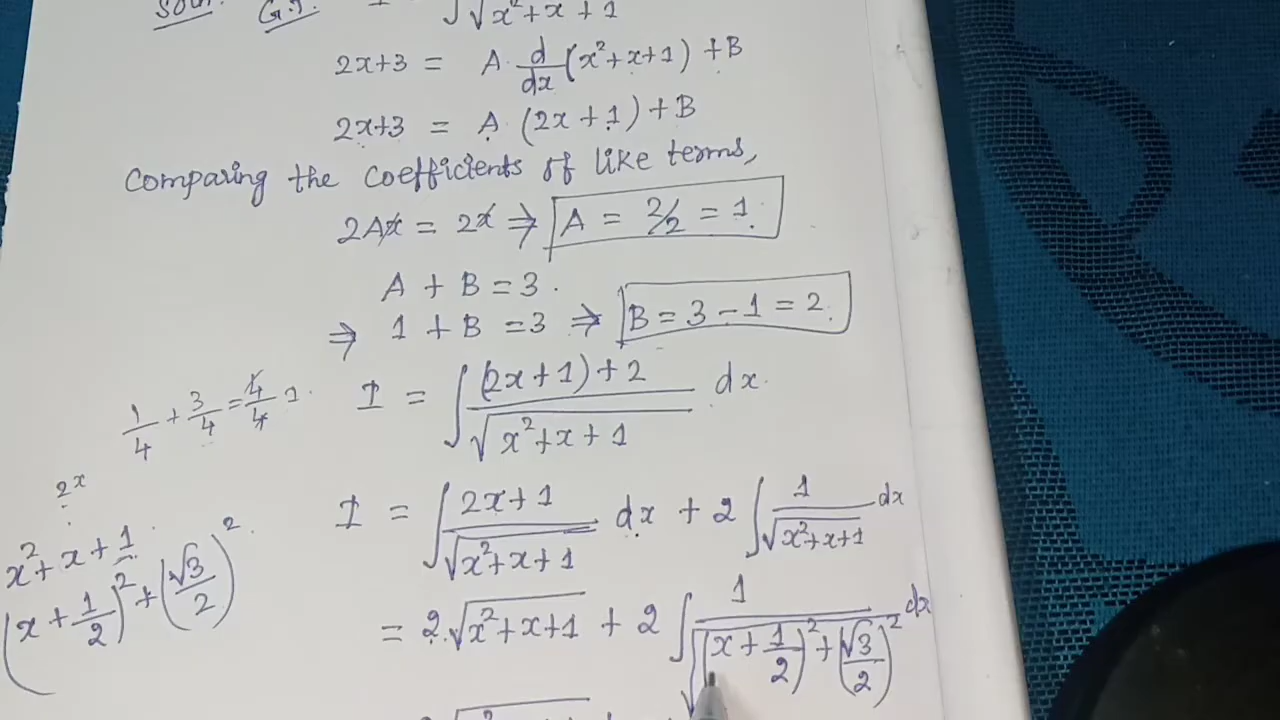 Soln. G.I. I ∫ √x²+x+1
2x+3 = A. d/dx (x²+x+1) + B
2x+3 = A (2x+1) + B
Comparing the coefficients of like terms,
2Ax = 2x ⇒ A = 2/2 = 1.
A + B = 3.
⇒ 1 + B = 3 ⇒ B = 3 - 1 = 2.
1/4 + 3/4 = 4/4 = 1.
I = ∫ (2x+1)+2 / √x²+x+1 dx.
2x
I = ∫ 2x+1 / √x²+x+1 dx + 2 ∫ 1 / √x²+x+1 dx
x²+x+1
(x+1/2)² + (√3/2)²
= 2.√x²+x+1 + 2 ∫ 1 / √(x+1/2)² + (√3/2)² dx